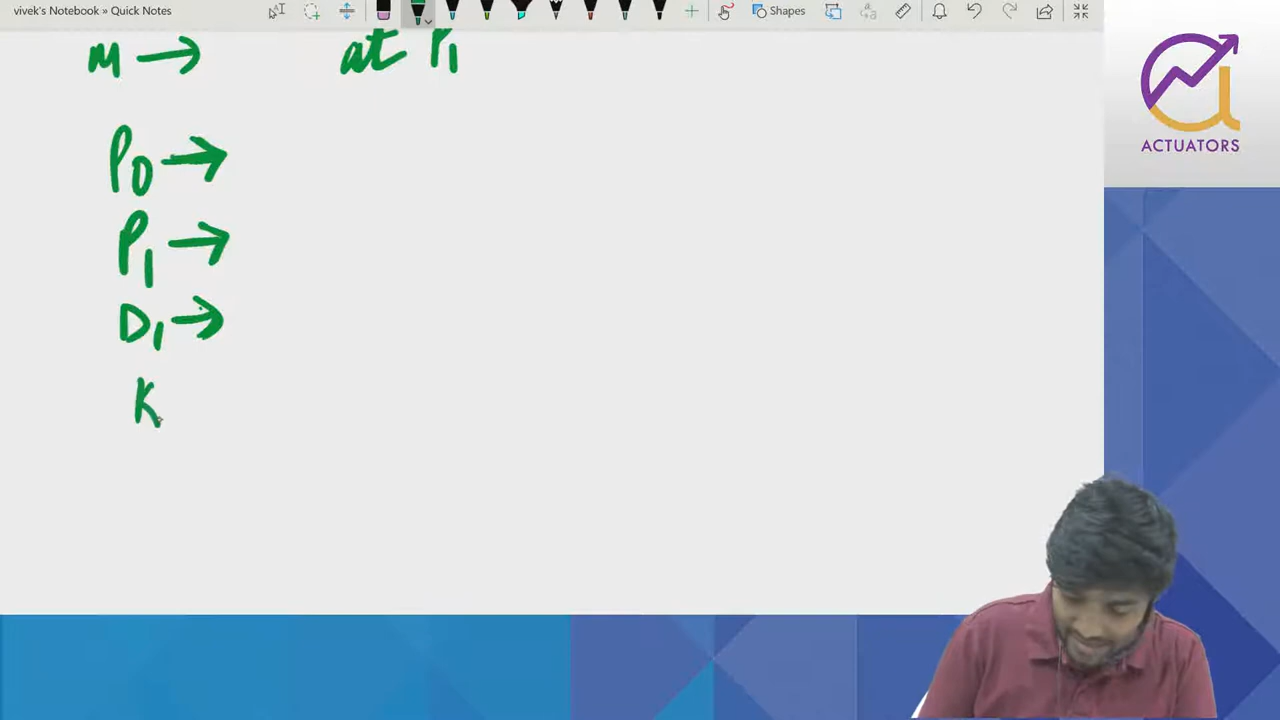 vivek's Notebook » Quick Notes
Shapes
M → at P₁
P₀ →
P₁ →
D₁ →
K
ACTUATORS